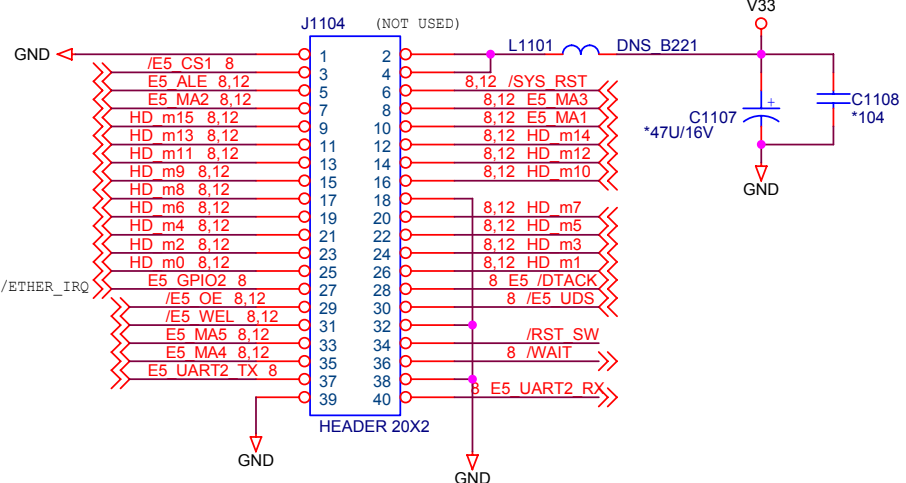 V33
J1104 (NOT USED)
GND 1 2 L1101 DNS_B221
/E5_CS1 8 3 4
E5_ALE 8,12 5 6 8,12 /SYS_RST
E5_MA2 8,12 7 8 8,12 E5_MA3
HD_m15 8,12 9 10 8,12 E5_MA1
HD_m13 8,12 11 12 8,12 HD_m14
HD_m11 8,12 13 14 8,12 HD_m12
HD_m9 8,12 15 16 8,12 HD_m10
HD_m8 8,12 17 18
HD_m6 8,12 19 20 8,12 HD_m7
HD_m4 8,12 21 22 8,12 HD_m5
HD_m2 8,12 23 24 8,12 HD_m3
HD_m0 8,12 25 26 8,12 HD_m1
/ETHER_IRQ E5_GPIO2 8 27 28 8 E5_/DTACK
/E5_OE 8,12 29 30 8 /E5_UDS
/E5_WEL 8,12 31 32
E5_MA5 8,12 33 34 /RST_SW
E5_MA4 8,12 35 36 8 /WAIT
E5_UART2_TX 8 37 38
39 40 8 E5_UART2_RX
HEADER 20X2
GND
GND
+
C1107
*47U/16V
C1108
*104
GND